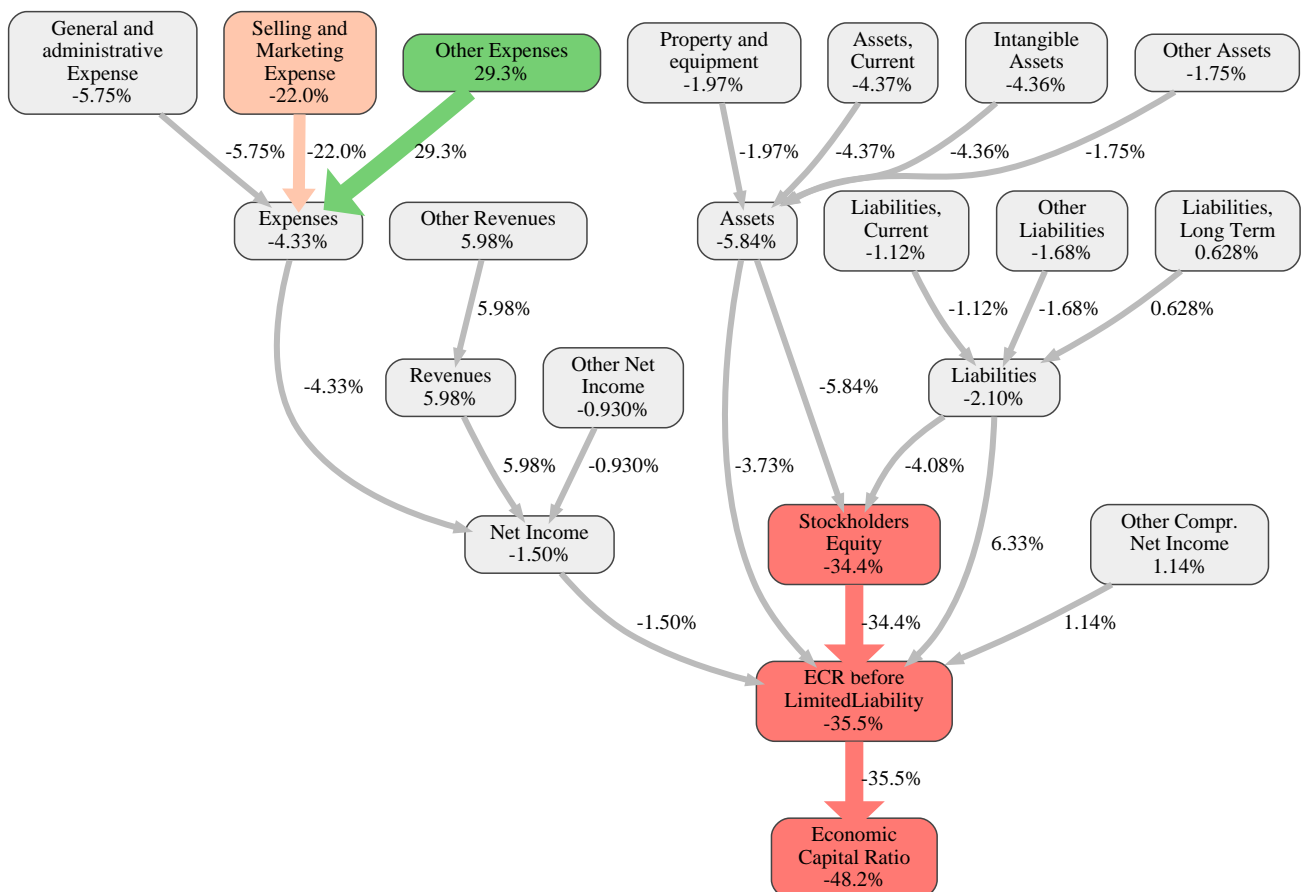 General and
administrative
Expense
-5.75%
Selling and
Marketing
Expense
-22.0%
Other Expenses
29.3%
Property and
equipment
-1.97%
Assets,
Current
-4.37%
Intangible
Assets
-4.36%
Other Assets
-1.75%
-5.75%
-22.0%
29.3%
-1.97%
-4.37%
-4.36%
-1.75%
Expenses
-4.33%
Other Revenues
5.98%
Assets
-5.84%
Liabilities,
Current
-1.12%
Other
Liabilities
-1.68%
Liabilities,
Long Term
0.628%
5.98%
-1.12%
-1.68%
0.628%
-4.33%
Revenues
5.98%
Other Net
Income
-0.930%
-5.84%
Liabilities
-2.10%
5.98%
-0.930%
-3.73%
-4.08%
Net Income
-1.50%
Stockholders
Equity
-34.4%
6.33%
Other Compr.
Net Income
1.14%
-1.50%
-34.4%
1.14%
ECR before
LimitedLiability
-35.5%
-35.5%
Economic
Capital Ratio
-48.2%